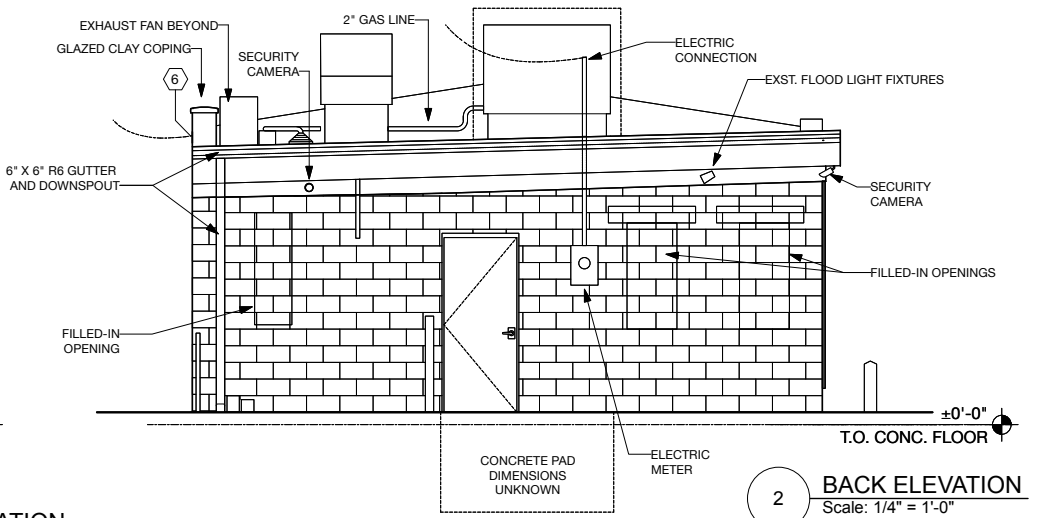 EXHAUST FAN BEYOND
2" GAS LINE
GLAZED CLAY COPING
SECURITY
CAMERA
ELECTRIC
CONNECTION
6
EXST. FLOOD LIGHT FIXTURES
6" X 6" R6 GUTTER
AND DOWNSPOUT
SECURITY
CAMERA
FILLED-IN OPENINGS
FILLED-IN
OPENING
±0'-0"
T.O. CONC. FLOOR
CONCRETE PAD
DIMENSIONS
UNKNOWN
ELECTRIC
METER
2
BACK ELEVATION
Scale: 1/4" = 1'-0"